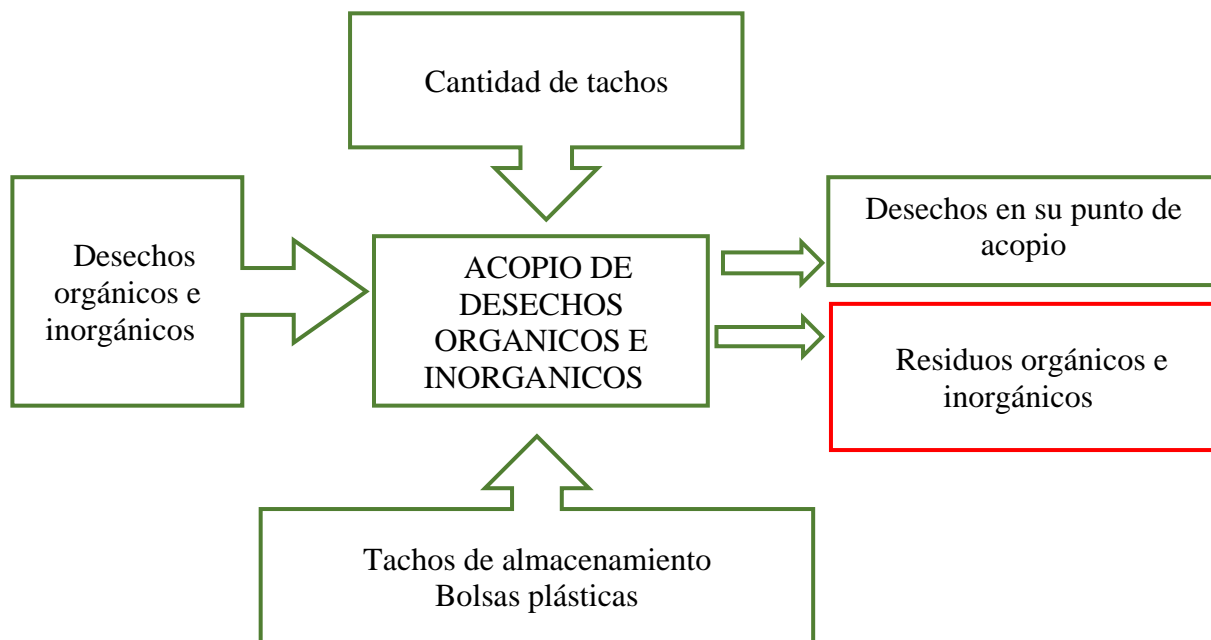 Cantidad de tachos
Desechos
orgánicos e
inorgánicos
ACOPIO DE
DESECHOS
ORGANICOS E
INORGANICOS
Desechos en su punto de
acopio
Residuos orgánicos e
inorgánicos
Tachos de almacenamiento
Bolsas plásticas